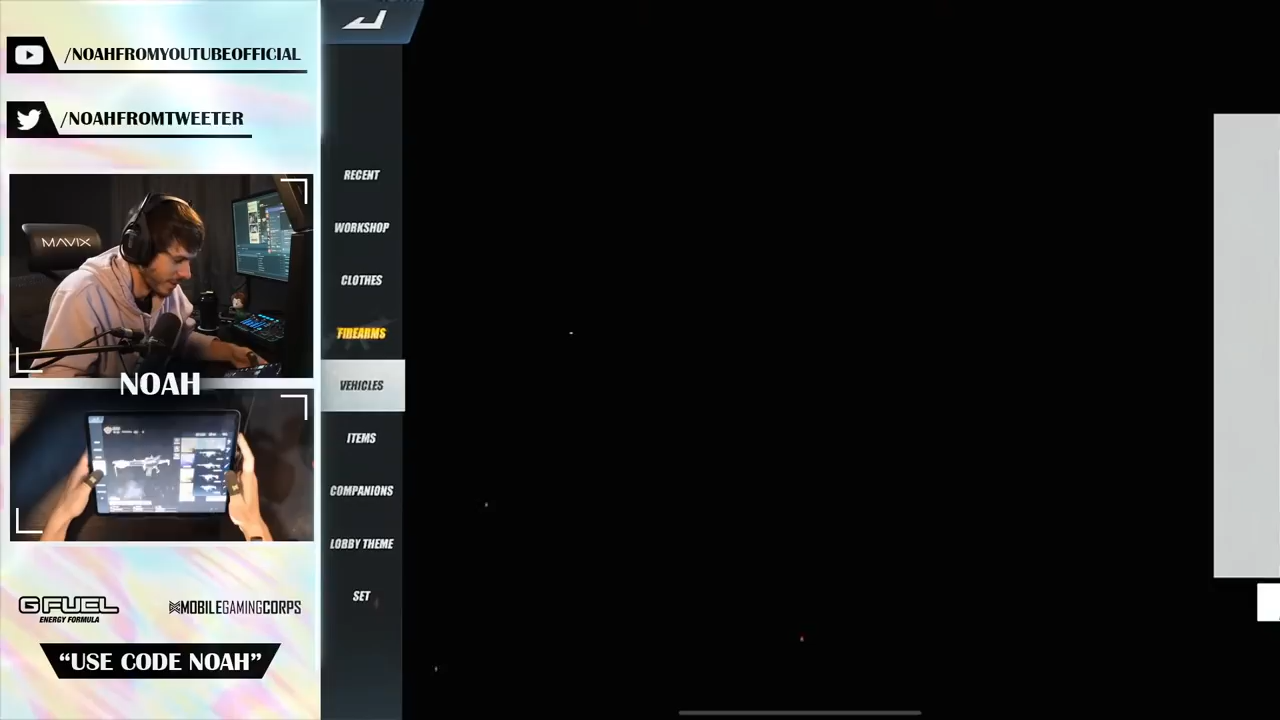 /NOAHFROMYOUTUBEOFFICIAL
/NOAHFROMTWEETER
MAVIX
NOAH
G FUEL
ENERGY FORMULA
MOBILEGAMINGCORPS
“USE CODE NOAH”
RECENT
WORKSHOP
CLOTHES
FIREARMS
VEHICLES
ITEMS
COMPANIONS
LOBBY THEME
SET